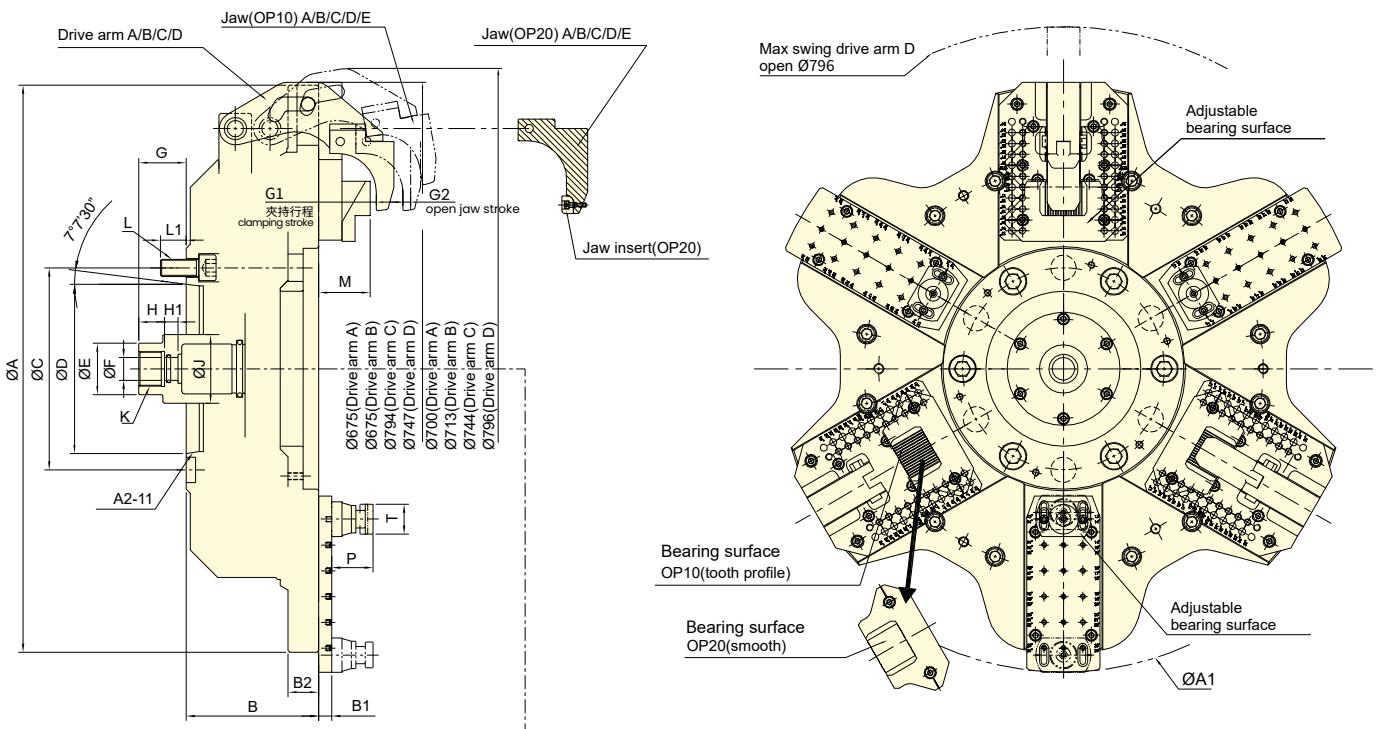 Jaw(OP10) A/B/C/D/E
Drive arm A/B/C/D
Jaw(OP20) A/B/C/D/E
G
G1
夾持行程
clamping stroke
G2
open jaw stroke
Jaw insert(OP20)
7°7'30"
L
L1
M
H
H1
ØA
ØC
ØD
ØE
ØF
ØJ
K
A2-11
Ø675(Drive arm A)
Ø675(Drive arm B)
Ø794(Drive arm C)
Ø747(Drive arm D)
Ø700(Drive arm A)
Ø713(Drive arm B)
Ø744(Drive arm C)
Ø796(Drive arm D)
T
P
B2
B
B1
Max swing drive arm D
open Ø796
Adjustable
bearing surface
Bearing surface
OP10(tooth profile)
Bearing surface
OP20(smooth)
Adjustable
bearing surface
ØA1